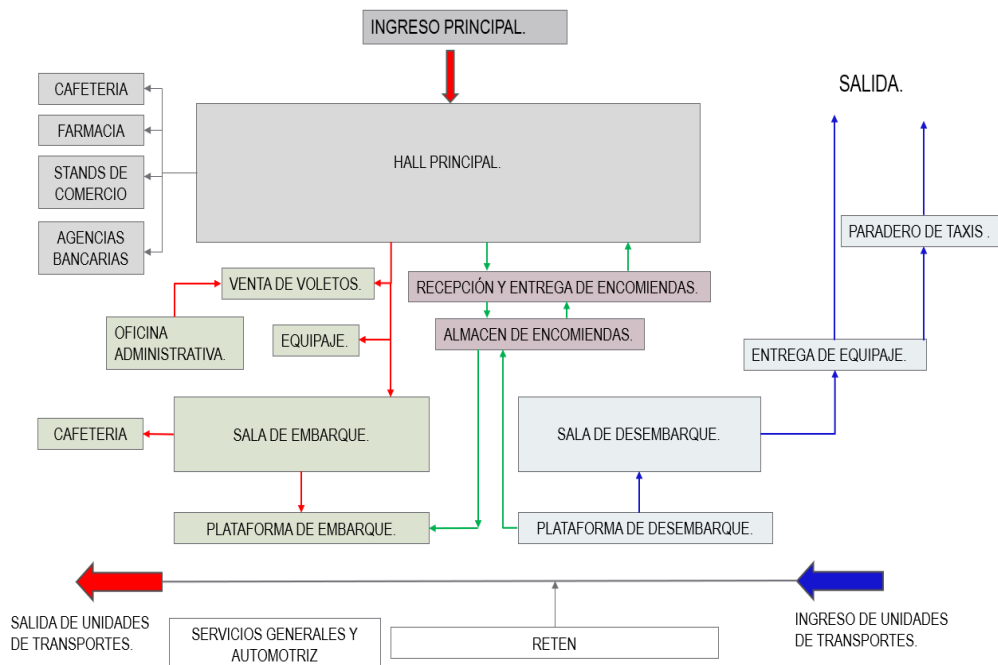 INGRESO PRINCIPAL.
SALIDA.
CAFETERIA
FARMACIA
HALL PRINCIPAL.
STANDS DE
COMERCIO
AGENCIAS
BANCARIAS
PARADERO DE TAXIS .
VENTA DE VOLETOS.
RECEPCIÓN Y ENTREGA DE ENCOMIENDAS.
OFICINA
ADMINISTRATIVA.
EQUIPAJE.
ALMACEN DE ENCOMIENDAS.
ENTREGA DE EQUIPAJE.
CAFETERIA
SALA DE EMBARQUE.
SALA DE DESEMBARQUE.
PLATAFORMA DE EMBARQUE.
PLATAFORMA DE DESEMBARQUE.
SALIDA DE UNIDADES
DE TRANSPORTES.
SERVICIOS GENERALES Y
AUTOMOTRIZ
RETEN
INGRESO DE UNIDADES
DE TRANSPORTES.